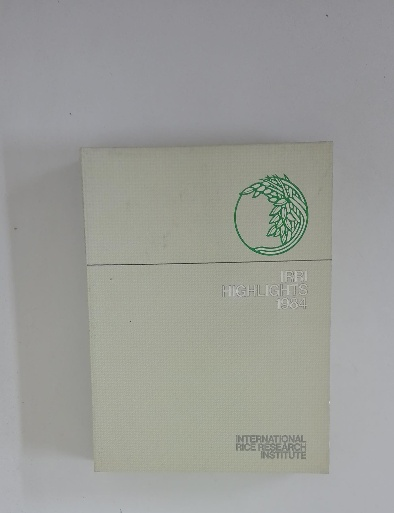 IRRI
HIGHLIGHTS
1984
INTERNATIONAL
RICE RESEARCH
INSTITUTE